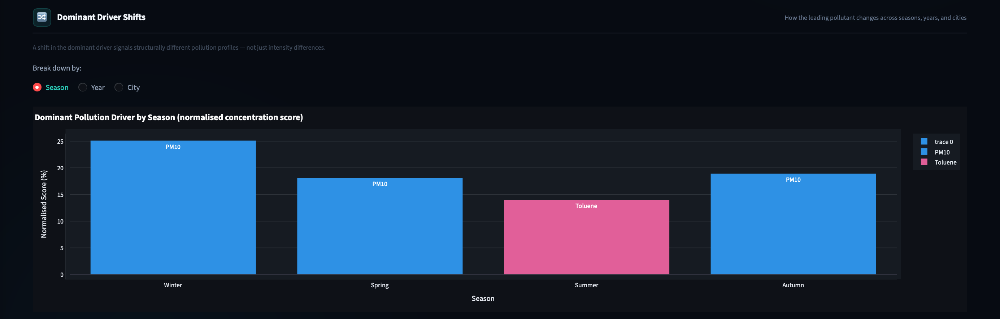 Dominant Driver Shifts
How the leading pollutant changes across seasons, years, and cities
A shift in the dominant driver signals structurally different pollution profiles — not just intensity differences.
Break down by:
Season Year City
Dominant Pollution Driver by Season (normalised concentration score)
Normalised Score (%)
25
20
15
10
5
0
PM10
PM10
Toluene
PM10
Winter Spring Summer Autumn
Season
trace 0
PM10
Toluene